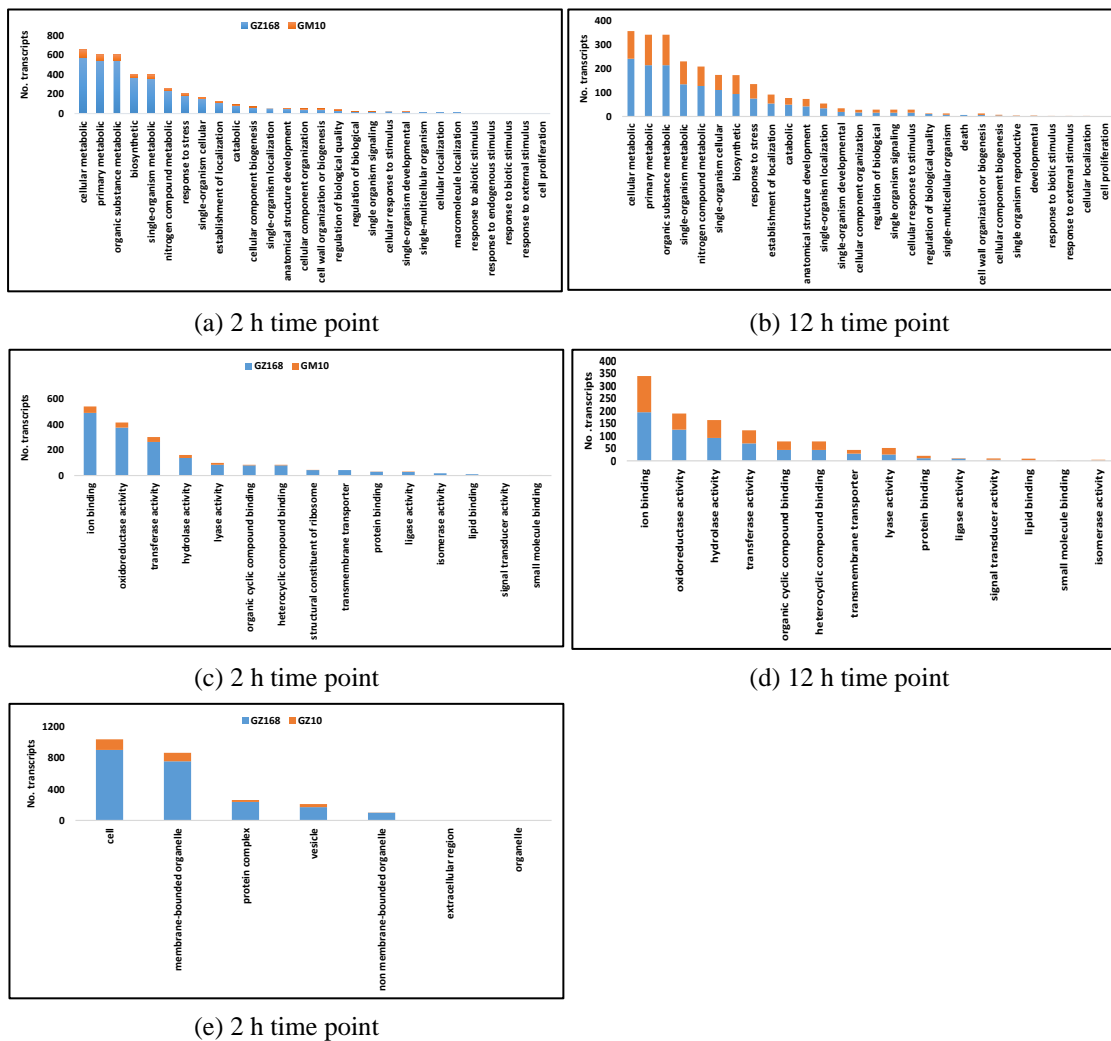 GZ168 GM10
No. transcripts
800
600
400
200
0
cellular metabolic
primary metabolic
organic substance metabolic
biosynthetic
single-organism metabolic
nitrogen compound metabolic
response to stress
single-organism cellular
establishment of localization
catabolic
cellular component biogenesis
single-organism localization
anatomical structure development
cellular component organization
cell wall organization or biogenesis
regulation of biological quality
regulation of biological
single organism signaling
cellular response to stimulus
single-organism developmental
single-multicellular organism
cellular localization
macromolecule localization
response to abiotic stimulus
response to endogenous stimulus
response to biotic stimulus
response to external stimulus
cell proliferation
(a) 2 h time point
No. transcripts
400
300
200
100
0
cellular metabolic
primary metabolic
organic substance metabolic
single-organism metabolic
nitrogen compound metabolic
single-organism cellular
biosynthetic
response to stress
establishment of localization
catabolic
anatomical structure development
single-organism localization
single-organism developmental
cellular component organization
regulation of biological
single organism signaling
cellular response to stimulus
regulation of biological quality
single-multicellular organism
death
cell wall organization or biogenesis
cellular component biogenesis
single organism reproductive
developmental
response to biotic stimulus
response to external stimulus
cellular localization
cell proliferation
(b) 12 h time point
GZ168 GM10
No. transcripts
600
400
200
0
ion binding
oxidoreductase activity
transferase activity
hydrolase activity
lyase activity
organic cyclic compound binding
heterocyclic compound binding
structural constituent of ribosome
transmembrane transporter
protein binding
ligase activity
isomerase activity
lipid binding
signal transducer activity
small molecule binding
(c) 2 h time point
No .transcripts
400
350
300
250
200
150
100
50
0
ion binding
oxidoreductase activity
hydrolase activity
transferase activity
organic cyclic compound binding
heterocyclic compound binding
transmembrane transporter
lyase activity
protein binding
ligase activity
signal transducer activity
lipid binding
small molecule binding
isomerase activity
(d) 12 h time point
GZ168 GZ10
No. transcripts
1200
800
400
0
cell
membrane-bounded organelle
protein complex
vesicle
non membrane-bounded organelle
extracellular region
organelle
(e) 2 h time point